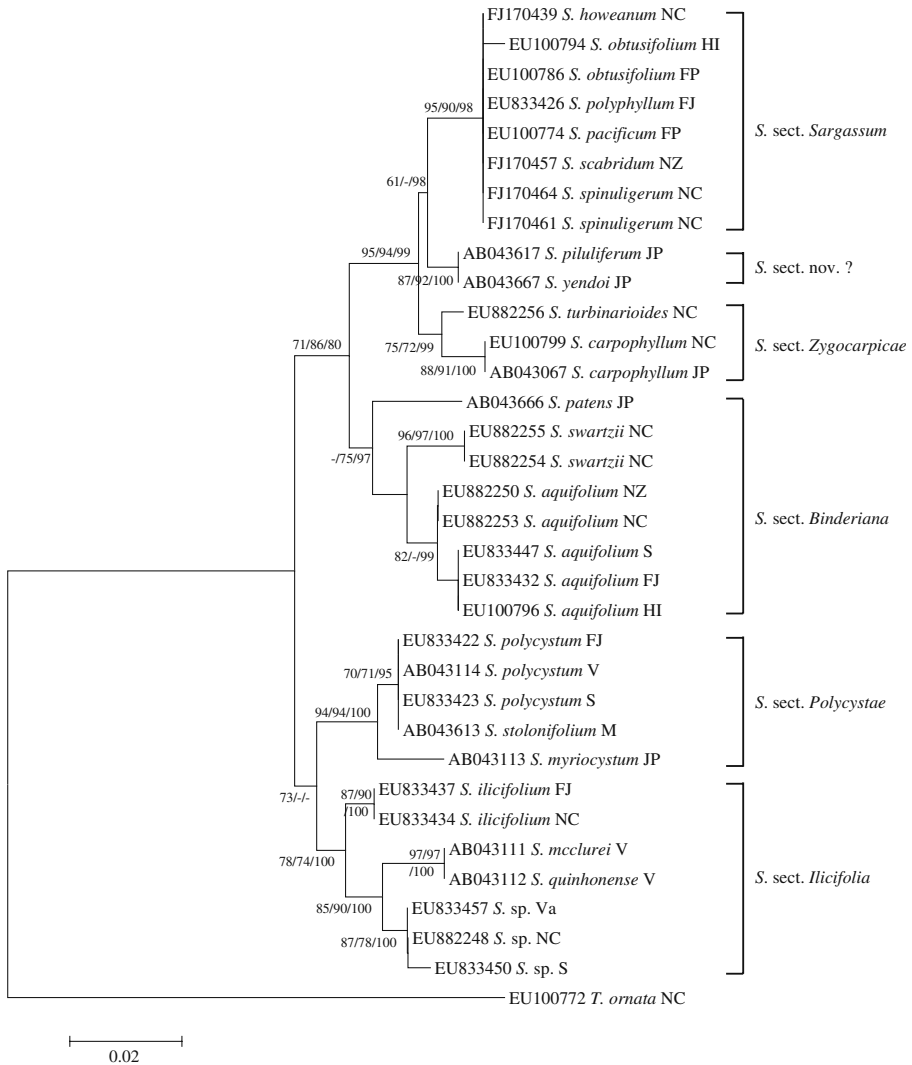 FJ170439 S. howeanum NC
EU100794 S. obtusifolium HI
EU100786 S. obtusifolium FP
95/90/98
EU833426 S. polyphyllum FJ
EU100774 S. pacificum FP
S. sect. Sargassum
FJ170457 S. scabridum NZ
61/-/98
FJ170464 S. spinuligerum NC
FJ170461 S. spinuligerum NC
95/94/99
AB043617 S. piluliferum JP
S. sect. nov. ?
87/92/100
AB043667 S. yendoi JP
EU882256 S. turbinarioides NC
71/86/80
75/72/99
EU100799 S. carpophyllum NC
S. sect. Zygocarpicae
88/91/100
AB043067 S. carpophyllum JP
AB043666 S. patens JP
96/97/100
EU882255 S. swartzii NC
-/75/97
EU882254 S. swartzii NC
EU882250 S. aquifolium NZ
EU882253 S. aquifolium NC
S. sect. Binderiana
82/-/99
EU833447 S. aquifolium S
EU833432 S. aquifolium FJ
EU100796 S. aquifolium HI
EU833422 S. polycystum FJ
70/71/95
AB043114 S. polycystum V
EU833423 S. polycystum S
S. sect. Polycystae
94/94/100
AB043613 S. stolonifolium M
AB043113 S. myriocystum JP
73/-/-
87/90
/100
EU833437 S. ilicifolium FJ
EU833434 S. ilicifolium NC
78/74/100
97/97
/100
AB043111 S. mcclurei V
AB043112 S. quinhonense V
S. sect. Ilicifolia
85/90/100
EU833457 S. sp. Va
87/78/100
EU882248 S. sp. NC
EU833450 S. sp. S
EU100772 T. ornata NC
0.02